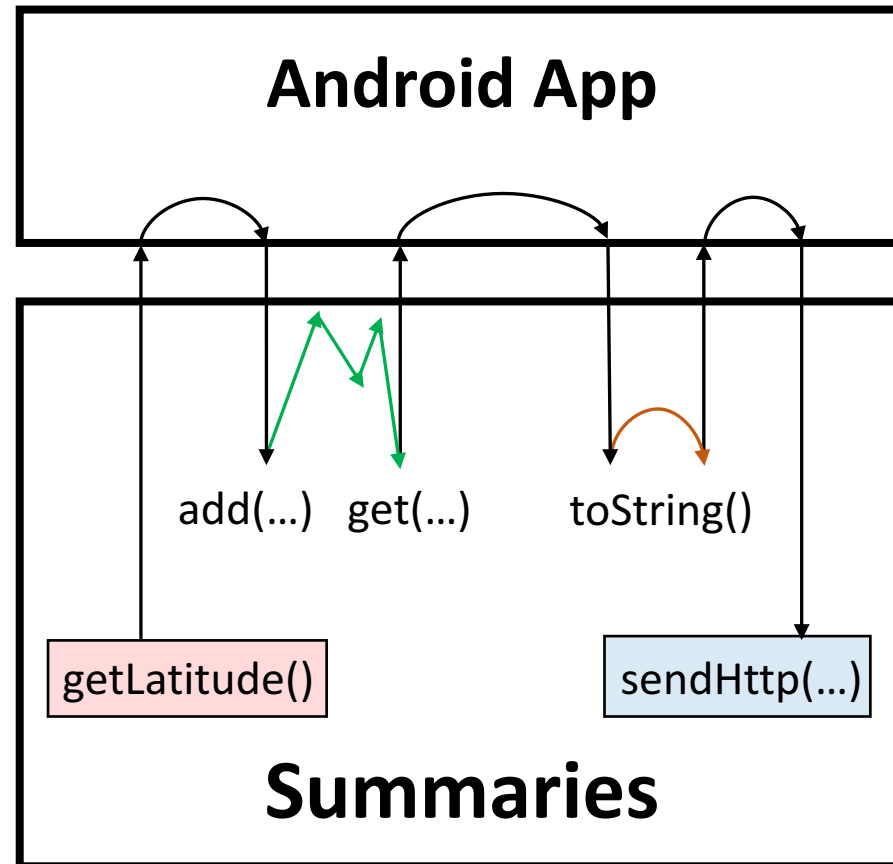 Android App
add(…) get(…) toString()
getLatitude() sendHttp(…)
Summaries